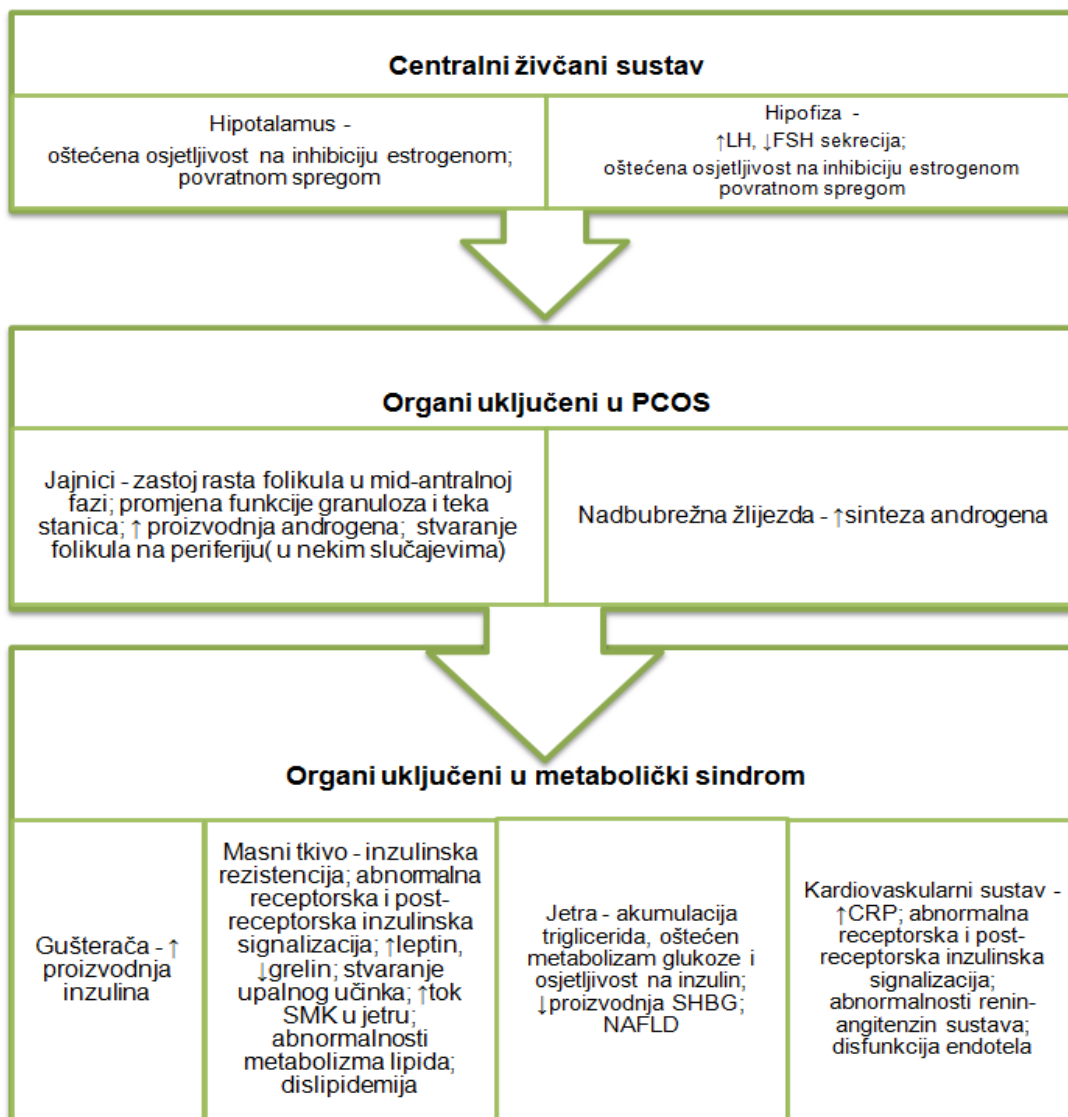 Centralni živčani sustav
Hipotalamus -
oštećena osjetljivost na inhibiciju estrogenom;
povratnom spregom
Hipofiza -
↑LH, ↓FSH sekrecija;
oštećena osjetljivost na inhibiciju estrogenom
povratnom spregom
Organi uključeni u PCOS
Jajnici - zastoj rasta folikula u mid-antralnoj
fazi; promjena funkcije granuloza i teka
stanica; ↑ proizvodnja androgena; stvaranje
folikula na periferiju( u nekim slučajevima)
Nadbubrežna žlijezda - ↑sinteza androgena
Organi uključeni u metabolički sindrom
Gušterača - ↑
proizvodnja
inzulina
Masni tkivo - inzulinska
rezistencija; abnormalna
receptorska i post-
receptorska inzulinska
signalizacija; ↑leptin,
↓grelin; stvaranje
upalnog učinka; ↑tok
SMK u jetru;
abnormalnosti
metabolizma lipida;
dislipidemija
Jetra - akumulacija
triglicerida, oštećen
metabolizam glukoze i
osjetljivost na inzulin;
↓proizvodnja SHBG;
NAFLD
Kardiovaskularni sustav -
↑CRP; abnormalna
receptorska i post-
receptorska inzulinska
signalizacija;
abnormalnosti renin-
angitenzin sustava;
disfunkcija endotela